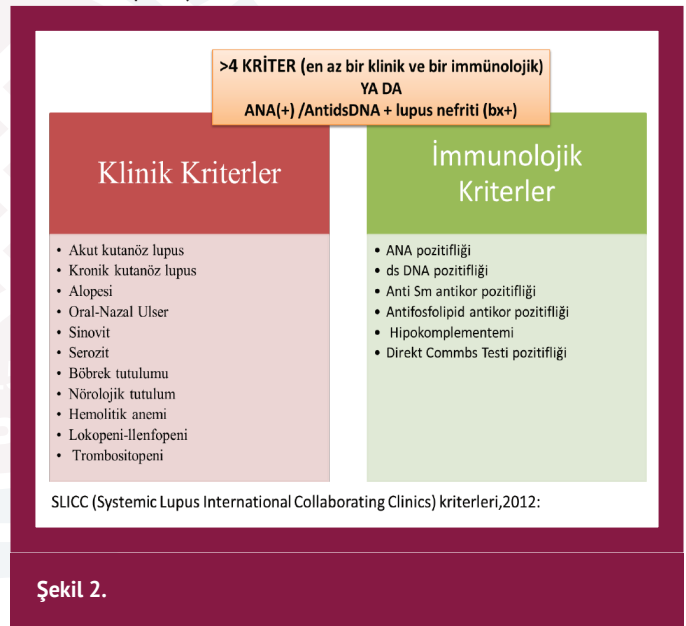 >4 KRİTER (en az bir klinik ve bir immünolojik)
YA DA
ANA(+) /AntidsDNA + lupus nefriti (bx+)
Klinik Kriterler
• Akut kutanöz lupus
• Kronik kutanöz lupus
• Alopesi
• Oral-Nazal Ulser
• Sinovit
• Serozit
• Böbrek tutulumu
• Nörolojik tutulum
• Hemolitik anemi
• Lokopeni-llenfopeni
• Trombositopeni
İmmunolojik
Kriterler
• ANA pozitifliği
• ds DNA pozitifliği
• Anti Sm antikor pozitifliği
• Antifosfolipid antikor pozitifliği
• Hipokomplementemi
• Direkt Commbs Testi pozitifliği
SLICC (Systemic Lupus International Collaborating Clinics) kriterleri,2012:
Şekil 2.